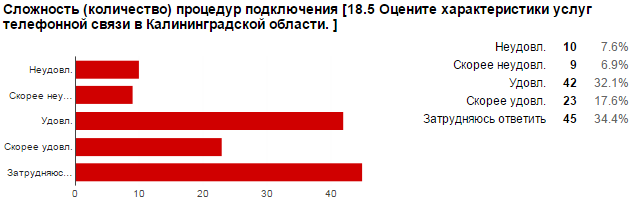 Сложность (количество) процедур подключения [18.5 Оцените характеристики услуг
телефонной связи в Калининградской области. ]
Неудовл.
Скорее неу...
Удовл.
Скорее удовл.
Затрудняюс...
0 10 20 30 40
Неудовл. 10 7.6%
Скорее неудовл. 9 6.9%
Удовл. 42 32.1%
Скорее удовл. 23 17.6%
Затрудняюсь ответить 45 34.4%